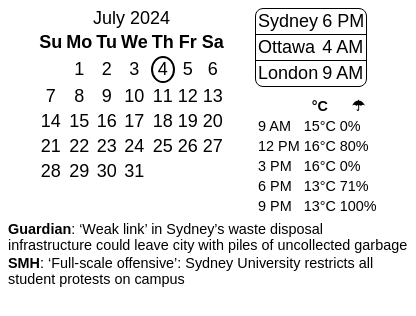 July 2024
Su Mo Tu We Th Fr Sa
1 2 3 4 5 6
7 8 9 10 11 12 13
14 15 16 17 18 19 20
21 22 23 24 25 26 27
28 29 30 31
Sydney 6 PM
Ottawa 4 AM
London 9 AM
°C ☂
9 AM 15°C 0%
12 PM 16°C 80%
3 PM 16°C 0%
6 PM 13°C 71%
9 PM 13°C 100%
Guardian: ‘Weak link’ in Sydney’s waste disposal
infrastructure could leave city with piles of uncollected garbage
SMH: ‘Full-scale offensive’: Sydney University restricts all
student protests on campus